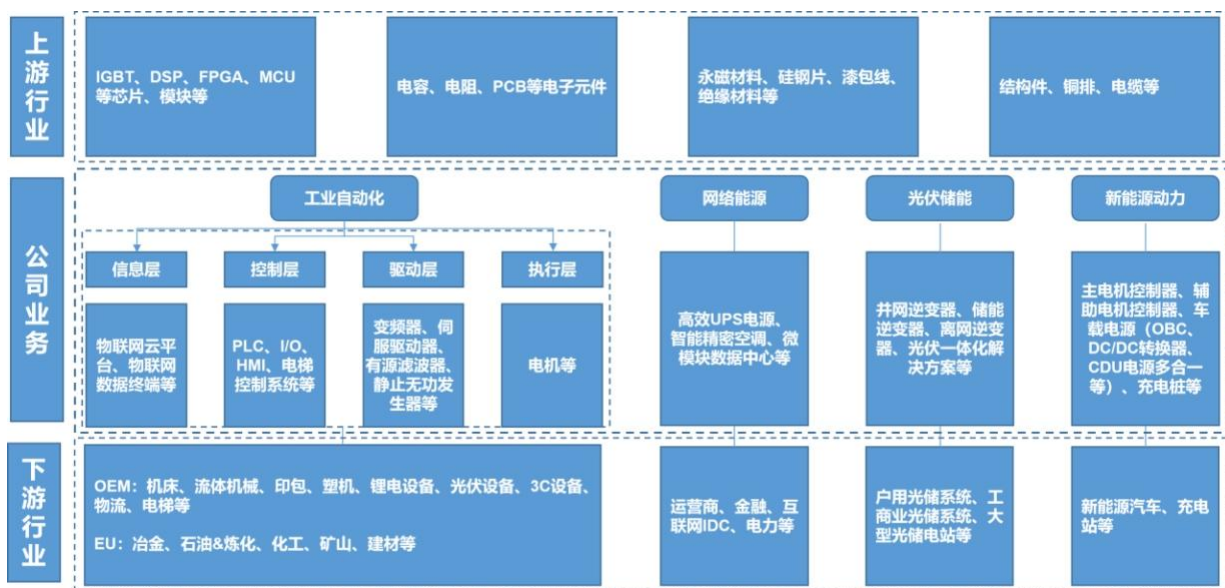 上游行业
IGBT、DSP、FPGA、MCU
等芯片、模块等
电容、电阻、PCB等电子元件
永磁材料、硅钢片、漆包线、
绝缘材料等
结构件、铜排、电缆等
公司业务
工业自动化
网络能源
光伏储能
新能源动力
信息层
控制层
驱动层
执行层
物联网云平
台、物联网
数据终端等
PLC、I/O、
HMI、电梯
控制系统等
变频器、伺
服驱动器、
有源滤波器、
静止无功发
生器等
电机等
高效UPS电源、
智能精密空调、微
模块数据中心等
并网逆变器、储能
逆变器、离网逆变
器、光伏一体化解
决方案等
主电机控制器、辅
助电机控制器、车
载电源（OBC、
DC/DC转换器、
CDU电源多合一
等）、充电桩等
下游行业
OEM：机床、流体机械、印包、塑机、锂电设备、光伏设备、3C设备、
物流、电梯等
EU：冶金、石油&炼化、化工、矿山、建材等
运营商、金融、互
联网IDC、电力等
户用光储系统、工
商业光储系统、大
型光储电站等
新能源汽车、充电
站等